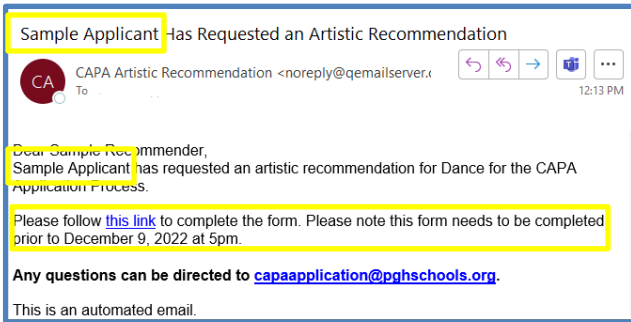 Sample Applicant Has Requested an Artistic Recommendation
CA
CAPA Artistic Recommendation <noreply@qemailserver.c
To
12:13 PM
Dear Sample Recommender,
Sample Applicant has requested an artistic recommendation for Dance for the CAPA
Application Process.
Please follow this link to complete the form. Please note this form needs to be completed
prior to December 9, 2022 at 5pm.
Any questions can be directed to capaapplication@pghschools.org.
This is an automated email.